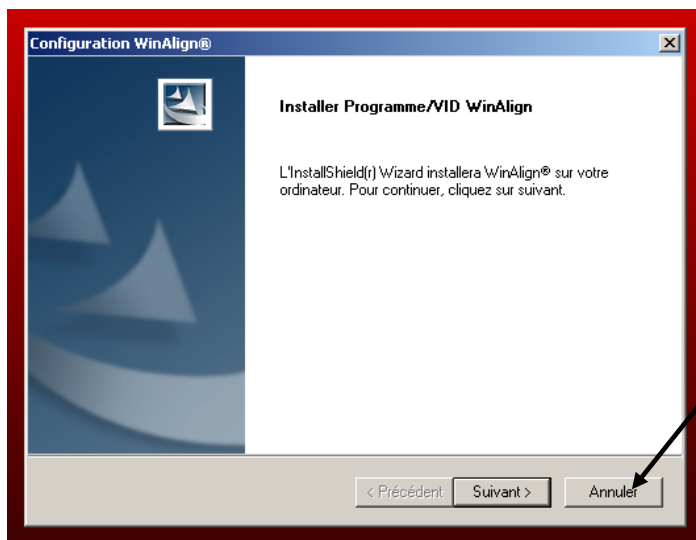 Configuration WinAlign®
Installer Programme/VID WinAlign
L'InstallShield(r) Wizard installera WinAlign® sur votre
ordinateur. Pour continuer, cliquez sur suivant.
< Précédent Suivant > Annuler